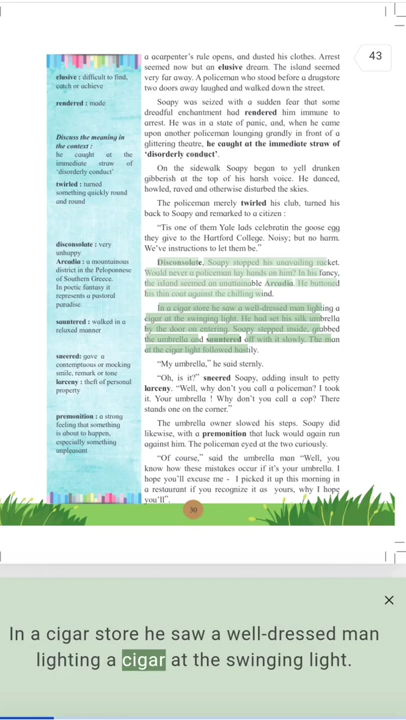 43
a acarpenter's rule opens, and dusted his clothes. Arrest
seemed now but an elusive dream. The island seemed
very far away. A policeman who stood before a drugstore
two doors away laughed and walked down the street.
Soapy was seized with a sudden fear that some
dreadful enchantment had rendered him immune to
arrest. He was in a state of panic, and, when he came
upon another policeman lounging grandly in front of a
glittering theatre, he caught at the immediate straw of
'disorderly conduct'.
On the sidewalk Soapy began to yell drunken
gibberish at the top of his harsh voice. He danced,
howled, raved and otherwise disturbed the skies.
The policeman merely twirled his club, turned his
back to Soapy and remarked to a citizen :
"Tis one of them Yale lads celebratin the goose egg
they give to the Hartford College. Noisy; but no harm.
We've instructions to let them be."
Disconsolate, Soapy stopped his unavailing racket.
Would never a policeman lay hands on him? In his fancy,
the island seemed an unattainable Arcadia. He buttoned
his thin coat against the chilling wind.
In a cigar store he saw a well-dressed man lighting a
cigar at the swinging light. He had set his silk umbrella
by the door on entering. Soapy stepped inside, grabbed
the umbrella and sauntered off with it slowly. The man
at the cigar light followed hastily.
"My umbrella," he said sternly.
"Oh, is it?" sneered Soapy, adding insult to petty
larceny. "Well, why don't you call a policeman? I took
it. Your umbrella ! Why don't you call a cop? There
stands one on the corner."
The umbrella owner slowed his steps. Soapy did
likewise, with a premonition that luck would again run
against him. The policeman eyed at the two curiously.
"Of course," said the umbrella man "Well, you
know how these mistakes occur if it's your umbrella. I
hope you'll excuse me - I picked it up this morning in
a restaurant if you recognize it as yours, why I hope
you'll".
elusive : difficult to find,
catch or achieve
rendered : made
Discuss the meaning in
the context :
he caught at the
immediate straw of
'disorderly conduct'
twirled : turned
something quickly round
and round
disconsolate : very
unhappy
Arcadia : a mountainous
district in the Peloponnese
of Southern Greece.
In poetic fantasy it
represents a pastoral
paradise
sauntered : walked in a
relaxed manner
sneered: gave a
contemptuous or mocking
smile, remark or tone
larceny : theft of personal
property
premonition : a strong
feeling that something
is about to happen,
especially something
unpleasant
30
In a cigar store he saw a well-dressed man
lighting a cigar at the swinging light.